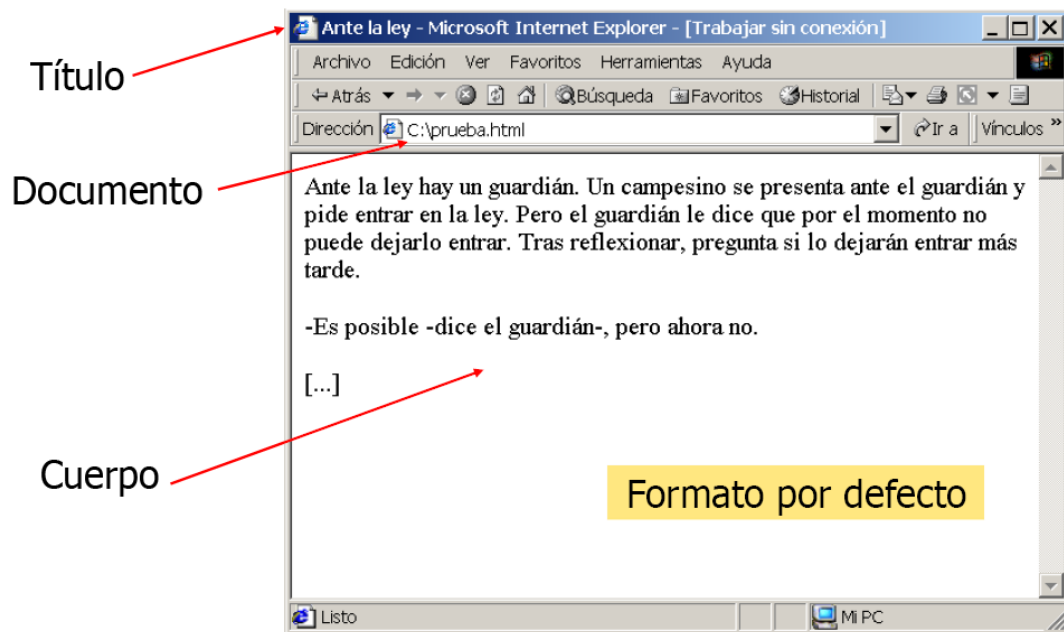 Ante la ley - Microsoft Internet Explorer - [Trabajar sin conexión]
Título
Archivo Edición Ver Favoritos Herramientas Ayuda
Atrás Búsqueda Favoritos Historial
Dirección C:\prueba.html Ir a Vínculos »
Documento
Ante la ley hay un guardián. Un campesino se presenta ante el guardián y
pide entrar en la ley. Pero el guardián le dice que por el momento no
puede dejarlo entrar. Tras reflexionar, pregunta si lo dejarán entrar más
tarde.
-Es posible -dice el guardián-, pero ahora no.
[...]
Cuerpo
Formato por defecto
Listo Mi PC